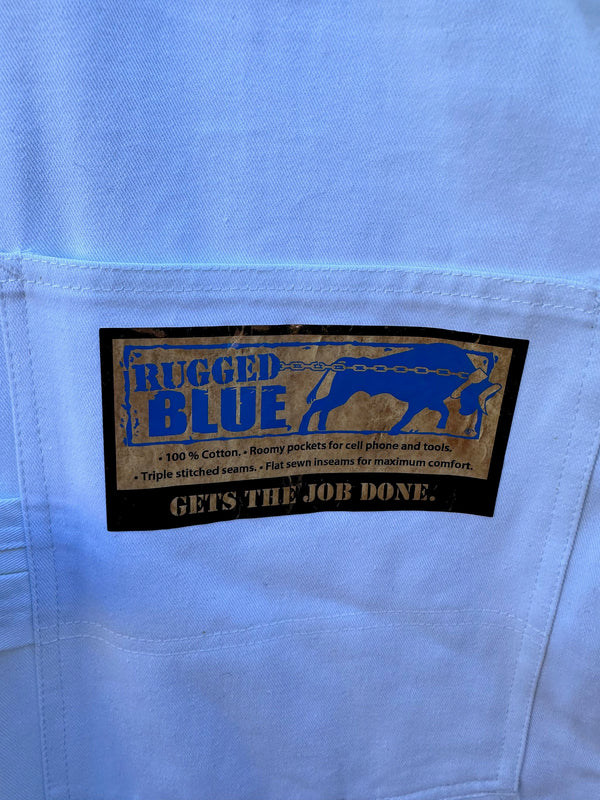 RUGGED
BLUE
• 100 % Cotton. • Roomy pockets for cell phone and tools.
• Triple stitched seams. • Flat sewn inseams for maximum comfort.
GETS THE JOB DONE.